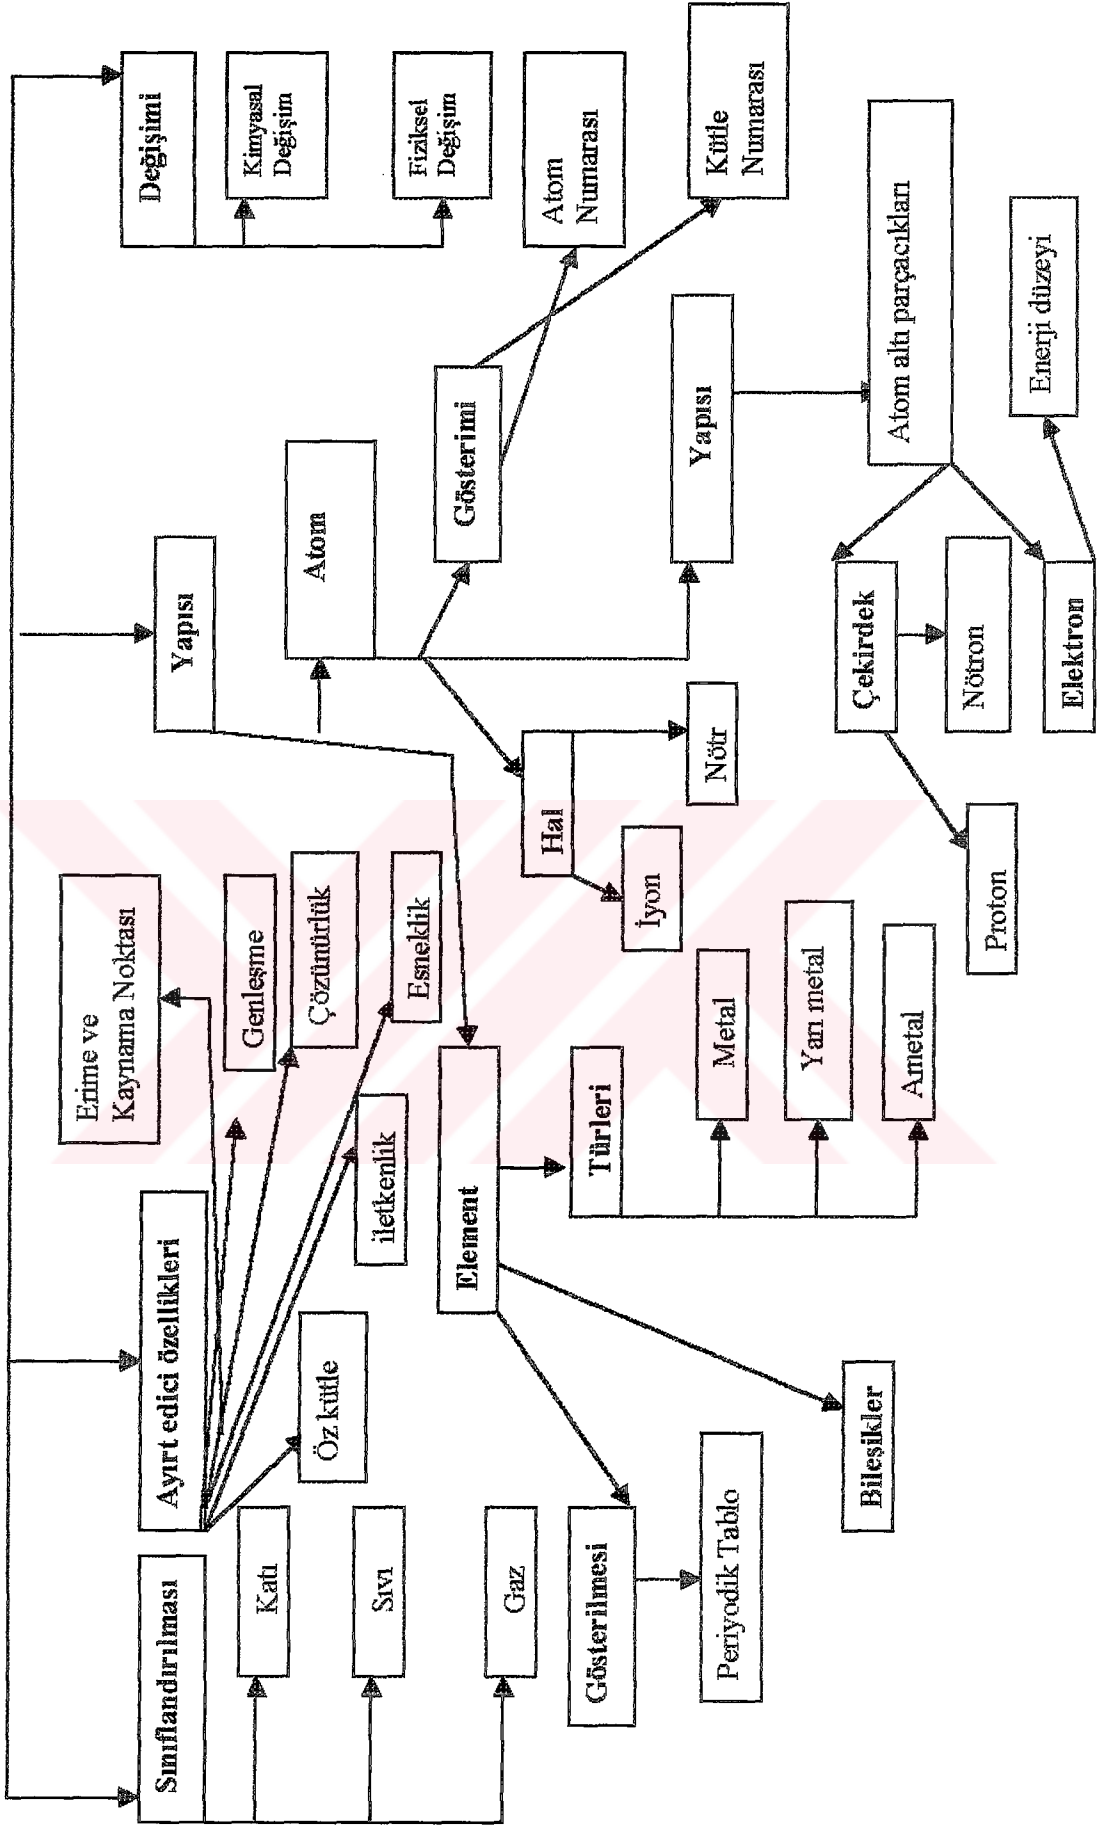 Sınıflandırılması
Ayırt edici özellikleri
Yapısı
Değişimi
Erime ve
Kaynama Noktası
Katı
Sıvı
Gaz
Öz kütle
iletkenlik
Genleşme
Çözünürlük
Esneklik
Atom
Kimyasal
Değişim
Fiziksel
Değişim
Element
Hal
Gösterimi
Atom
Numarası
Kütle
Numarası
Gösterilmesi
Türleri
İyon
Nötr
Yapısı
Periyodik Tablo
Metal
Yarı metal
Ametal
Bileşikler
Atom altı parçacıkları
Çekirdek
Proton
Nötron
Elektron
Enerji düzeyi